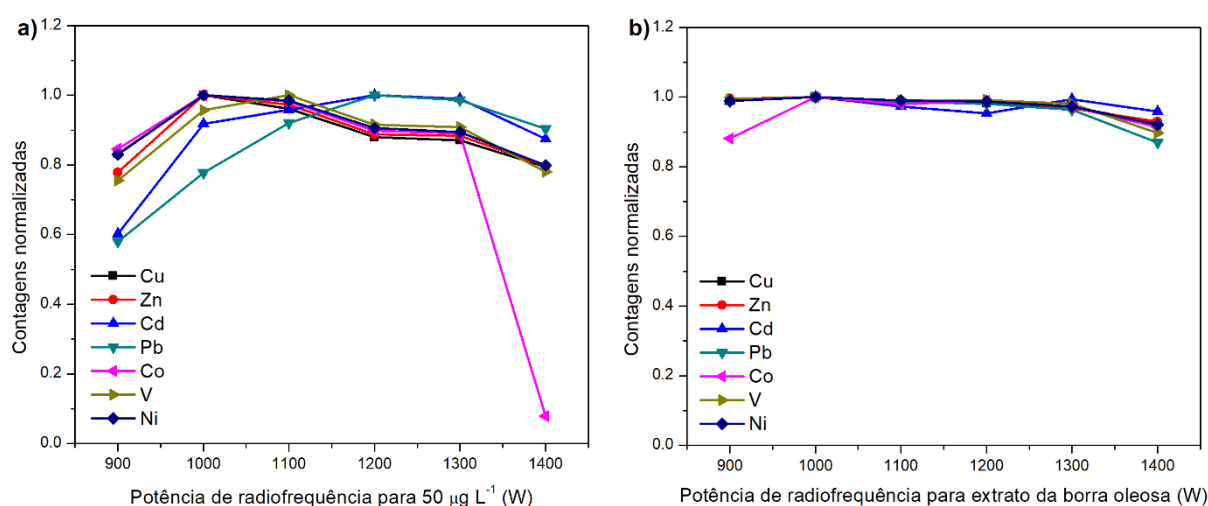 a)
1.2
1.0
0.8
0.6
0.4
0.2
0.0
Contagens normalizadas
Cu
Zn
Cd
Pb
Co
V
Ni
900 1000 1100 1200 1300 1400
Potência de radiofrequência para 50 μg L⁻¹ (W)
b)
1.2
1.0
0.8
0.6
0.4
0.2
0.0
Contagens normalizadas
Cu
Zn
Cd
Pb
Co
V
Ni
900 1000 1100 1200 1300 1400
Potência de radiofrequência para extrato da borra oleosa (W)